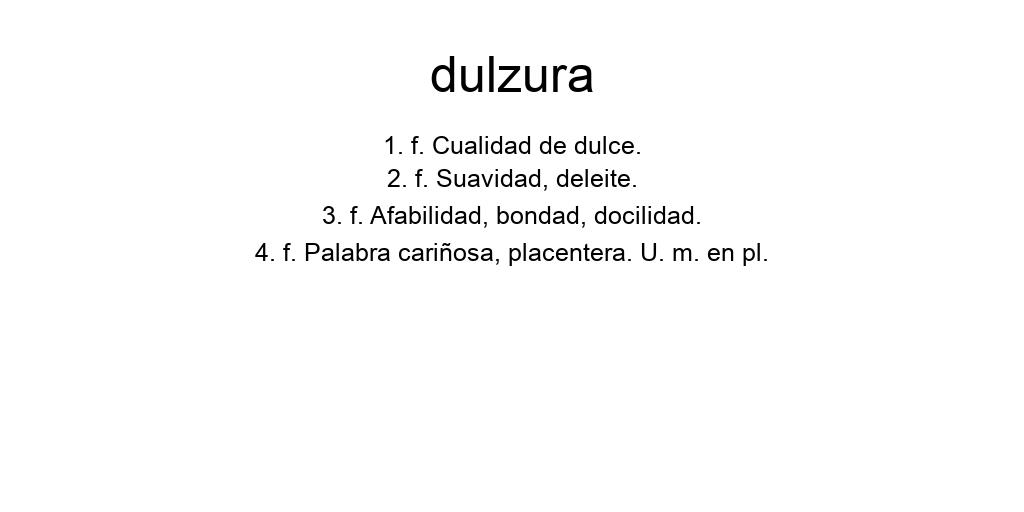 dulzura
1. f. Cualidad de dulce.
2. f. Suavidad, deleite.
3. f. Afabilidad, bondad, docilidad.
4. f. Palabra cariñosa, placentera. U. m. en pl.